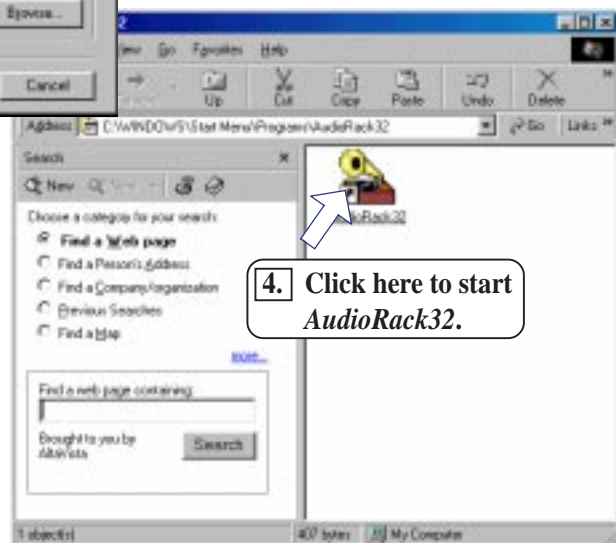 Browse...
Cancel
2
View Go Favorites Help
Up Cut Copy Paste Undo Delete
Address C:\WINDOWS\Start Menu\Programs\AudioRack32 Go Links
Search
New
Choose a category for your search:
Find a Web page
Find a Person's Address
Find a Company/organization
Previous Searches
Find a Map
more...
Find a web page containing:
Brought to you by
AltaVista
Search
AudioRack32
4. Click here to start
AudioRack32.
1 object(s) 407 bytes My Computer